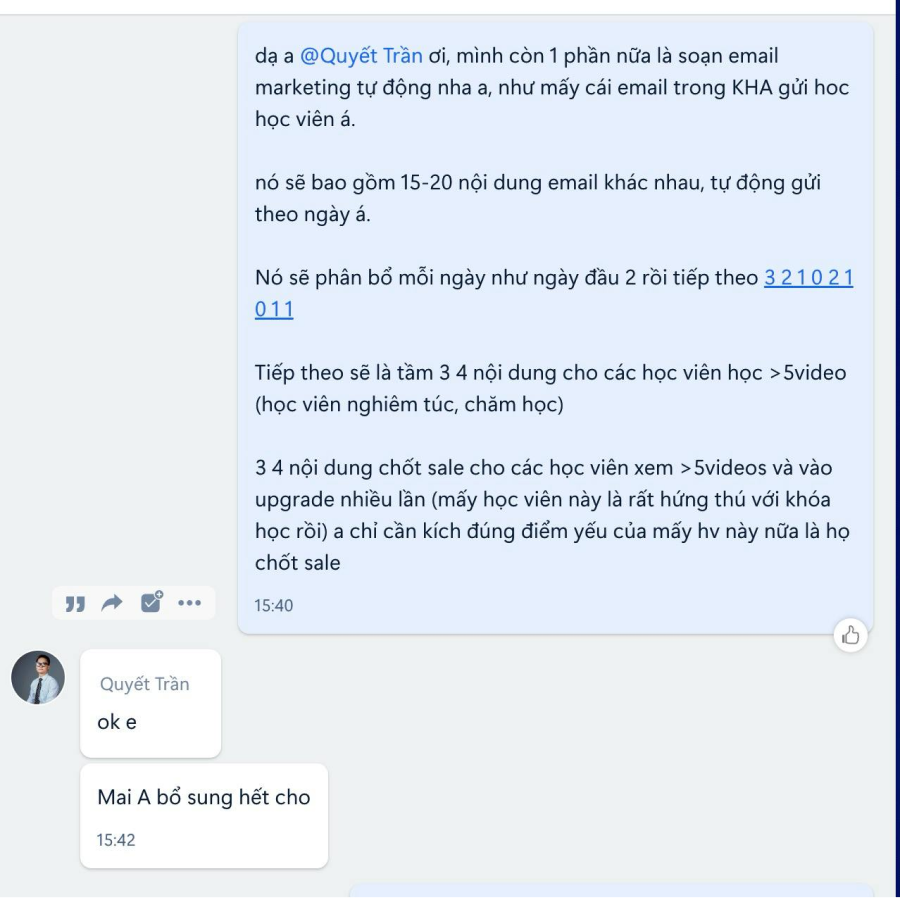 dạ a @Quyết Trần ơi, mình còn 1 phần nữa là soạn email
marketing tự động nha a, như mấy cái email trong KHA gửi hoc
học viên á.
nó sẽ bao gồm 15-20 nội dung email khác nhau, tự động gửi
theo ngày á.
Nó sẽ phân bổ mỗi ngày như ngày đầu 2 rồi tiếp theo 3 2 1 0 2 1
0 1 1
Tiếp theo sẽ là tầm 3 4 nội dung cho các học viên học >5video
(học viên nghiêm túc, chăm học)
3 4 nội dung chốt sale cho các học viên xem >5videos và vào
upgrade nhiều lần (mấy học viên này là rất hứng thú với khóa
học rồi) a chỉ cần kích đúng điểm yếu của mấy hv này nữa là họ
chốt sale
15:40
Quyết Trần
ok e
Mai A bổ sung hết cho
15:42